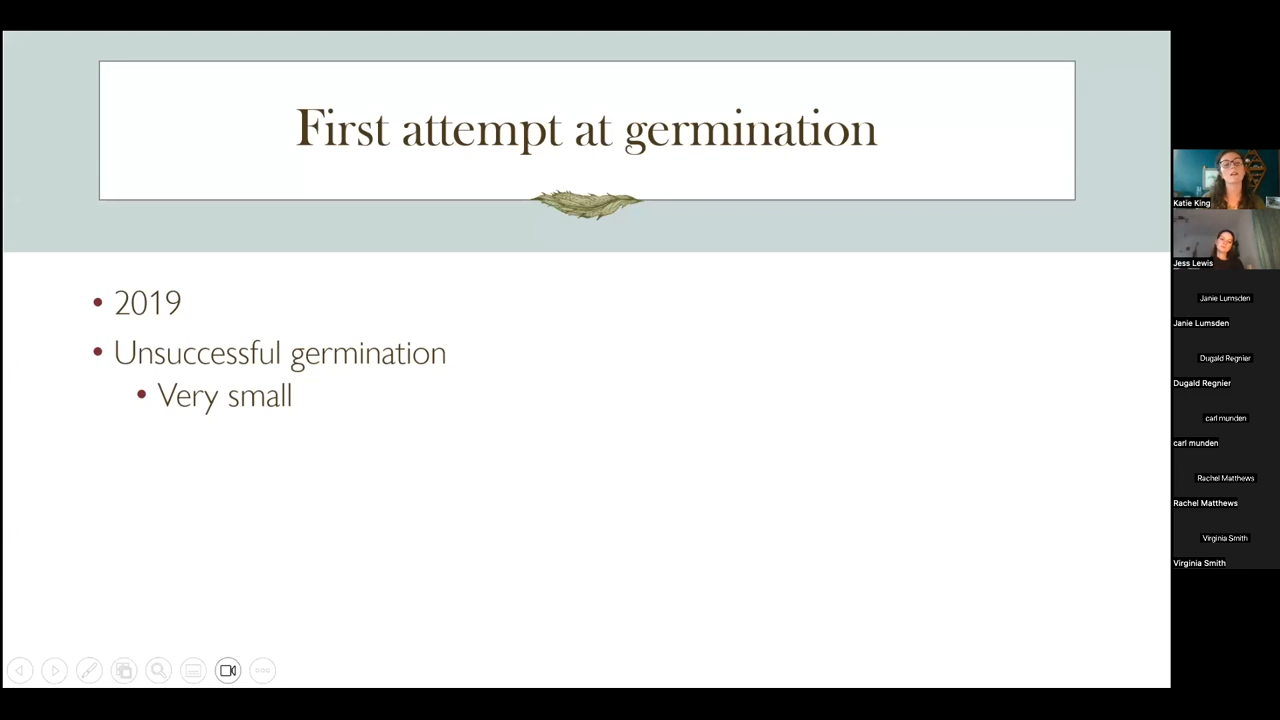 First attempt at germination
• 2019
• Unsuccessful germination
• Very small
Katie King
Jess Lewis
Janie Lumsden
Janie Lumsden
Dugald Regnier
Dugald Regnier
carl munden
carl munden
Rachel Matthews
Rachel Matthews
Virginia Smith
Virginia Smith